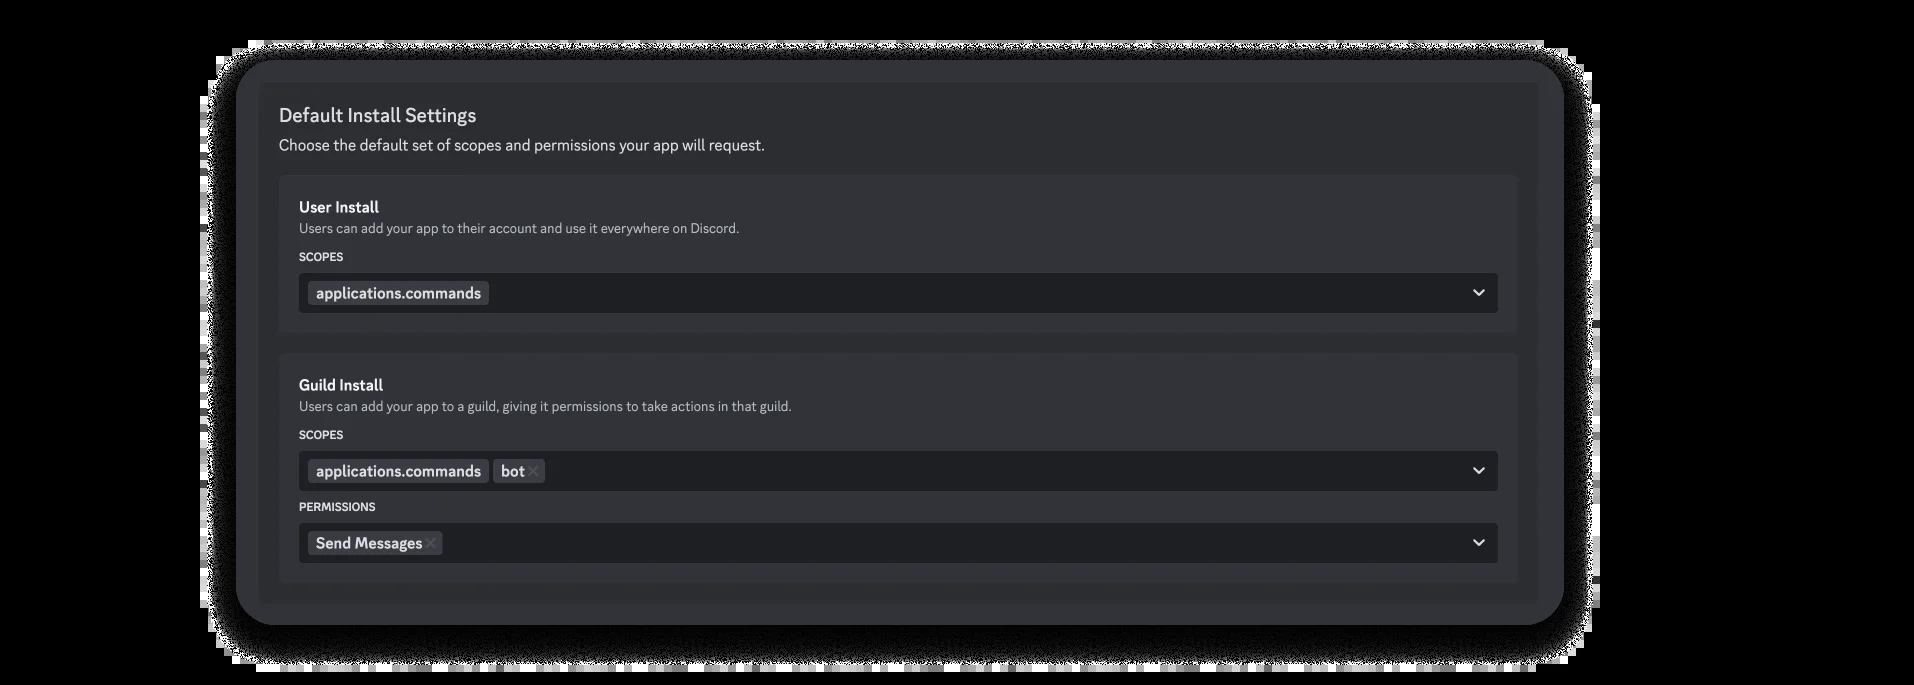 Default Install Settings
Choose the default set of scopes and permissions your app will request.
User Install
Users can add your app to their account and use it everywhere on Discord.
SCOPES
applications.commands
Guild Install
Users can add your app to a guild, giving it permissions to take actions in that guild.
SCOPES
applications.commands bot
PERMISSIONS
Send Messages